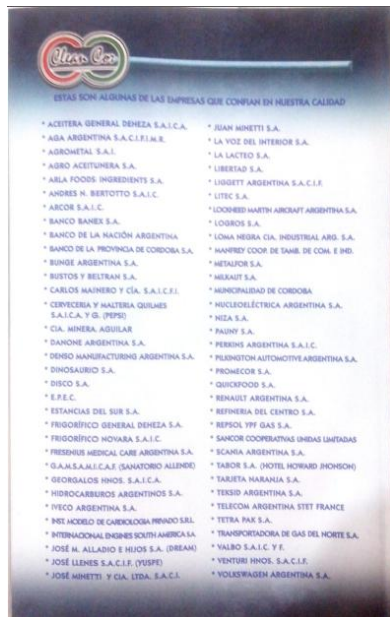 Clean Cor
ESTAS SON ALGUNAS DE LAS EMPRESAS QUE CONFIAN EN NUESTRA CALIDAD
* ACEITERA GENERAL DEHEZA S.A.I.C.A.
* AGA ARGENTINA S.A.C.I.F.I.M.R.
* AGROMETAL S.A.I.
* AGRO ACEITUNERA S.A.
* ARLA FOODS INGREDIENTS S.A.
* ANDRES N. BERTOTTO S.A.I.C.
* ARCOR S.A.I.C.
* BANCO BANEX S.A.
* BANCO DE LA NACIÓN ARGENTINA
* BANCO DE LA PROVINCIA DE CORDOBA S.A.
* BUNGE ARGENTINA S.A.
* BUSTOS Y BELTRAN S.A.
* CARLOS MAINERO Y CÍA. S.A.I.C.F.I.
* CERVECERIA Y MALTERIA QUILMES
S.A.I.C.A. Y G. (PEPSI)
* CIA. MINERA AGUILAR
* DANONE ARGENTINA S.A.
* DENSO MANUFACTURING ARGENTINA S.A.
* DINOSAURIO S.A.
* DISCO S.A.
* E.P.E.C.
* ESTANCIAS DEL SUR S.A.
* FRIGORÍFICO GENERAL DEHEZA S.A.
* FRIGORÍFICO NOVARA S.A.I.C.
* FRESENIUS MEDICAL CARE ARGENTINA S.A.
* G.A.M.S.A.M.I.C.A.F. (SANATORIO ALLENDE)
* GEORGALOS HNOS. S.A.I.C.A.
* HIDROCARBUROS ARGENTINOS S.A.
* IVECO ARGENTINA S.A.
* INST. MODELO DE CARDIOLOGIA PRIVADO S.R.L.
* INTERNACIONAL ENGINES SOUTH AMERICA S.A.
* JOSÉ M. ALLADIO E HIJOS S.A. (DREAM)
* JOSÉ LLENES S.A.C.I.F. (YUSPE)
* JOSÉ MINETTI Y CIA. LTDA. S.A.C.I.
* JUAN MINETTI S.A.
* LA VOZ DEL INTERIOR S.A.
* LA LACTEO S.A.
* LIBERTAD S.A.
* LIGGETT ARGENTINA S.A.C.I.F.
* LITEC S.A.
* LOCKHEED MARTIN AIRCRAFT ARGENTINA S.A.
* LOGROS S.A.
* LOMA NEGRA CIA. INDUSTRIAL ARG. S.A.
* MANFREY COOP. DE TAMB. DE COM. E IND.
* METALFOR S.A.
* MILKAUT S.A.
* MUNICIPALIDAD DE CORDOBA
* NUCLEOELÉCTRICA ARGENTINA S.A.
* NIZA S.A.
* PAUNY S.A.
* PERKINS ARGENTINA S.A.I.C.
* PILKINGTON AUTOMOTIVE ARGENTINA S.A.
* PROMECOR S.A.
* QUICKFOOD S.A.
* RENAULT ARGENTINA S.A.
* REFINERIA DEL CENTRO S.A.
* REPSOL YPF GAS S.A.
* SANCOR COOPERATIVAS UNIDAS LIMITADAS
* SCANIA ARGENTINA S.A.
* TABOR S.A. (HOTEL HOWARD JHONSON)
* TARJETA NARANJA S.A.
* TEKSID ARGENTINA S.A.
* TELECOM ARGENTINA STET FRANCE
* TETRA PAK S.A.
* TRANSPORTADORA DE GAS DEL NORTE S.A.
* VALBO S.A.I.C. Y F.
* VENTURI HNOS. S.A.C.I.F.
* VOLKSWAGEN ARGENTINA S.A.